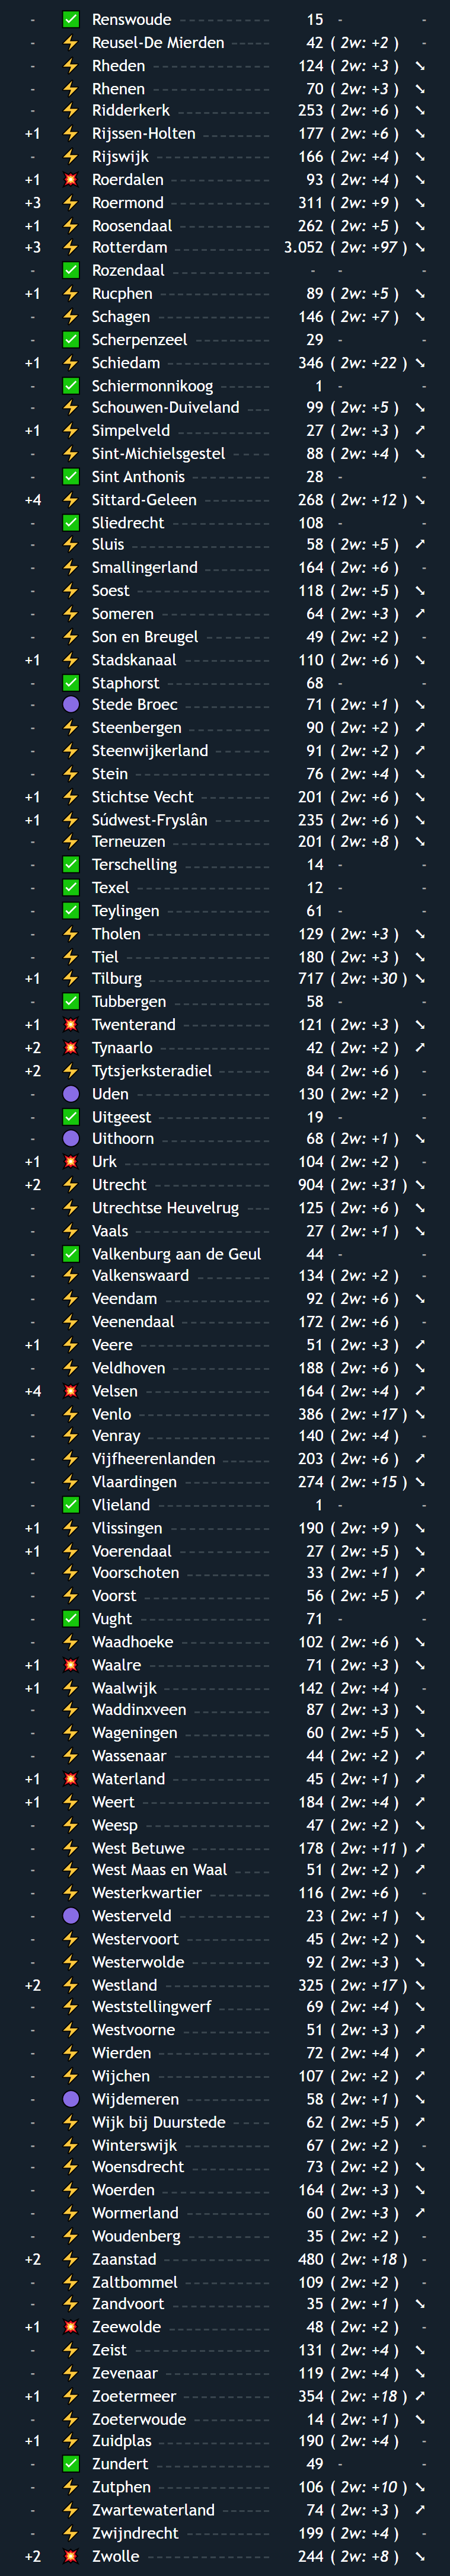 - ✅ Renswoude 15 - -
- ⚡ Reusel-De Mierden 42 ( 2w: +2 ) -
- ⚡ Rheden 124 ( 2w: +3 ) ➘
- ⚡ Rhenen 70 ( 2w: +3 ) ➘
- ⚡ Ridderkerk 253 ( 2w: +6 ) ➘
+1 ⚡ Rijssen-Holten 177 ( 2w: +6 ) ➘
- ⚡ Rijswijk 166 ( 2w: +4 ) ➘
+1 💥 Roerdalen 93 ( 2w: +4 ) ➘
+3 ⚡ Roermond 311 ( 2w: +9 ) ➘
+1 ⚡ Roosendaal 262 ( 2w: +5 ) ➘
+3 ⚡ Rotterdam 3.052 ( 2w: +97 ) ➘
- ✅ Rozendaal - - -
+1 ⚡ Rucphen 89 ( 2w: +5 ) ➘
- ⚡ Schagen 146 ( 2w: +7 ) ➘
- ✅ Scherpenzeel 29 - -
+1 ⚡ Schiedam 346 ( 2w: +22 ) ➘
- ✅ Schiermonnikoog 1 - -
- ⚡ Schouwen-Duiveland 99 ( 2w: +5 ) ➘
+1 ⚡ Simpelveld 27 ( 2w: +3 ) ➚
- ⚡ Sint-Michielsgestel 88 ( 2w: +4 ) ➘
- ✅ Sint Anthonis 28 - -
+4 ⚡ Sittard-Geleen 268 ( 2w: +12 ) ➘
- ✅ Sliedrecht 108 - -
- ⚡ Sluis 58 ( 2w: +5 ) ➚
- ⚡ Smallingerland 164 ( 2w: +6 ) -
- ⚡ Soest 118 ( 2w: +5 ) ➘
- ⚡ Someren 64 ( 2w: +3 ) ➚
- ⚡ Son en Breugel 49 ( 2w: +2 ) -
+1 ⚡ Stadskanaal 110 ( 2w: +6 ) ➘
- ✅ Staphorst 68 - -
- 🟣 Stede Broec 71 ( 2w: +1 ) ➘
- ⚡ Steenbergen 90 ( 2w: +2 ) ➚
- ⚡ Steenwijkerland 91 ( 2w: +2 ) ➚
- ⚡ Stein 76 ( 2w: +4 ) ➘
+1 ⚡ Stichtse Vecht 201 ( 2w: +6 ) ➘
+1 ⚡ Súdwest-Fryslân 235 ( 2w: +6 ) ➘
- ⚡ Terneuzen 201 ( 2w: +8 ) ➘
- ✅ Terschelling 14 - -
- ✅ Texel 12 - -
- ✅ Teylingen 61 - -
- ⚡ Tholen 129 ( 2w: +3 ) ➘
- ⚡ Tiel 180 ( 2w: +3 ) ➘
+1 ⚡ Tilburg 717 ( 2w: +30 ) ➘
- ✅ Tubbergen 58 - -
+1 💥 Twenterand 121 ( 2w: +3 ) ➘
+2 💥 Tynaarlo 42 ( 2w: +2 ) ➚
+2 ⚡ Tytsjerksteradiel 84 ( 2w: +6 ) -
- 🟣 Uden 130 ( 2w: +2 ) -
- ✅ Uitgeest 19 - -
- 🟣 Uithoorn 68 ( 2w: +1 ) ➘
+1 💥 Urk 104 ( 2w: +2 ) -
+2 ⚡ Utrecht 904 ( 2w: +31 ) ➘
- ⚡ Utrechtse Heuvelrug 125 ( 2w: +6 ) ➘
- ⚡ Vaals 27 ( 2w: +1 ) ➘
- ✅ Valkenburg aan de Geul 44 - -
- ⚡ Valkenswaard 134 ( 2w: +2 ) -
- ⚡ Veendam 92 ( 2w: +6 ) ➘
- ⚡ Veenendaal 172 ( 2w: +6 ) -
+1 ⚡ Veere 51 ( 2w: +3 ) ➚
- ⚡ Veldhoven 188 ( 2w: +6 ) ➘
+4 💥 Velsen 164 ( 2w: +4 ) ➚
- ⚡ Venlo 386 ( 2w: +17 ) ➘
- ⚡ Venray 140 ( 2w: +4 ) -
- ⚡ Vijfheerenlanden 203 ( 2w: +6 ) ➚
- ⚡ Vlaardingen 274 ( 2w: +15 ) ➘
- ✅ Vlieland 1 - -
+1 ⚡ Vlissingen 190 ( 2w: +9 ) ➘
+1 ⚡ Voerendaal 27 ( 2w: +5 ) ➘
- ⚡ Voorschoten 33 ( 2w: +1 ) ➚
- ⚡ Voorst 56 ( 2w: +5 ) ➚
- ✅ Vught 71 - -
- ⚡ Waadhoeke 102 ( 2w: +6 ) ➘
+1 💥 Waalre 71 ( 2w: +3 ) ➘
+1 ⚡ Waalwijk 142 ( 2w: +4 ) -
- ⚡ Waddinxveen 87 ( 2w: +3 ) ➘
- ⚡ Wageningen 60 ( 2w: +5 ) ➘
- ⚡ Wassenaar 44 ( 2w: +2 ) ➚
+1 💥 Waterland 45 ( 2w: +1 ) ➚
+1 ⚡ Weert 184 ( 2w: +4 ) ➚
- ⚡ Weesp 47 ( 2w: +2 ) ➘
- ⚡ West Betuwe 178 ( 2w: +11 ) ➚
- ⚡ West Maas en Waal 51 ( 2w: +2 ) ➚
- ⚡ Westerkwartier 116 ( 2w: +6 ) -
- 🟣 Westerveld 23 ( 2w: +1 ) ➘
- ⚡ Westervoort 45 ( 2w: +2 ) ➘
- ⚡ Westerwolde 92 ( 2w: +3 ) ➘
+2 ⚡ Westland 325 ( 2w: +17 ) ➘
- ⚡ Weststellingwerf 69 ( 2w: +4 ) ➘
- ⚡ Westvoorne 51 ( 2w: +3 ) ➚
- ⚡ Wierden 72 ( 2w: +4 ) ➚
- ⚡ Wijchen 107 ( 2w: +2 ) ➚
- 🟣 Wijdemeren 58 ( 2w: +1 ) ➘
- ⚡ Wijk bij Duurstede 62 ( 2w: +5 ) ➚
- ⚡ Winterswijk 67 ( 2w: +2 ) -
- ⚡ Woensdrecht 73 ( 2w: +2 ) ➘
- ⚡ Woerden 164 ( 2w: +3 ) ➘
- ⚡ Wormerland 60 ( 2w: +3 ) ➚
- ⚡ Woudenberg 35 ( 2w: +2 ) -
+2 ⚡ Zaanstad 480 ( 2w: +18 ) -
- ⚡ Zaltbommel 109 ( 2w: +2 ) -
- ⚡ Zandvoort 35 ( 2w: +1 ) ➘
+1 💥 Zeewolde 48 ( 2w: +2 ) -
- ⚡ Zeist 131 ( 2w: +4 ) ➘
- ⚡ Zevenaar 119 ( 2w: +4 ) ➘
+1 ⚡ Zoetermeer 354 ( 2w: +18 ) ➚
- ⚡ Zoeterwoude 14 ( 2w: +1 ) ➘
+1 ⚡ Zuidplas 190 ( 2w: +4 ) -
- ✅ Zundert 49 - -
- ⚡ Zutphen 106 ( 2w: +10 ) ➘
- ⚡ Zwartewaterland 74 ( 2w: +3 ) ➚
- ⚡ Zwijndrecht 199 ( 2w: +4 ) -
+2 💥 Zwolle 244 ( 2w: +8 ) ➘